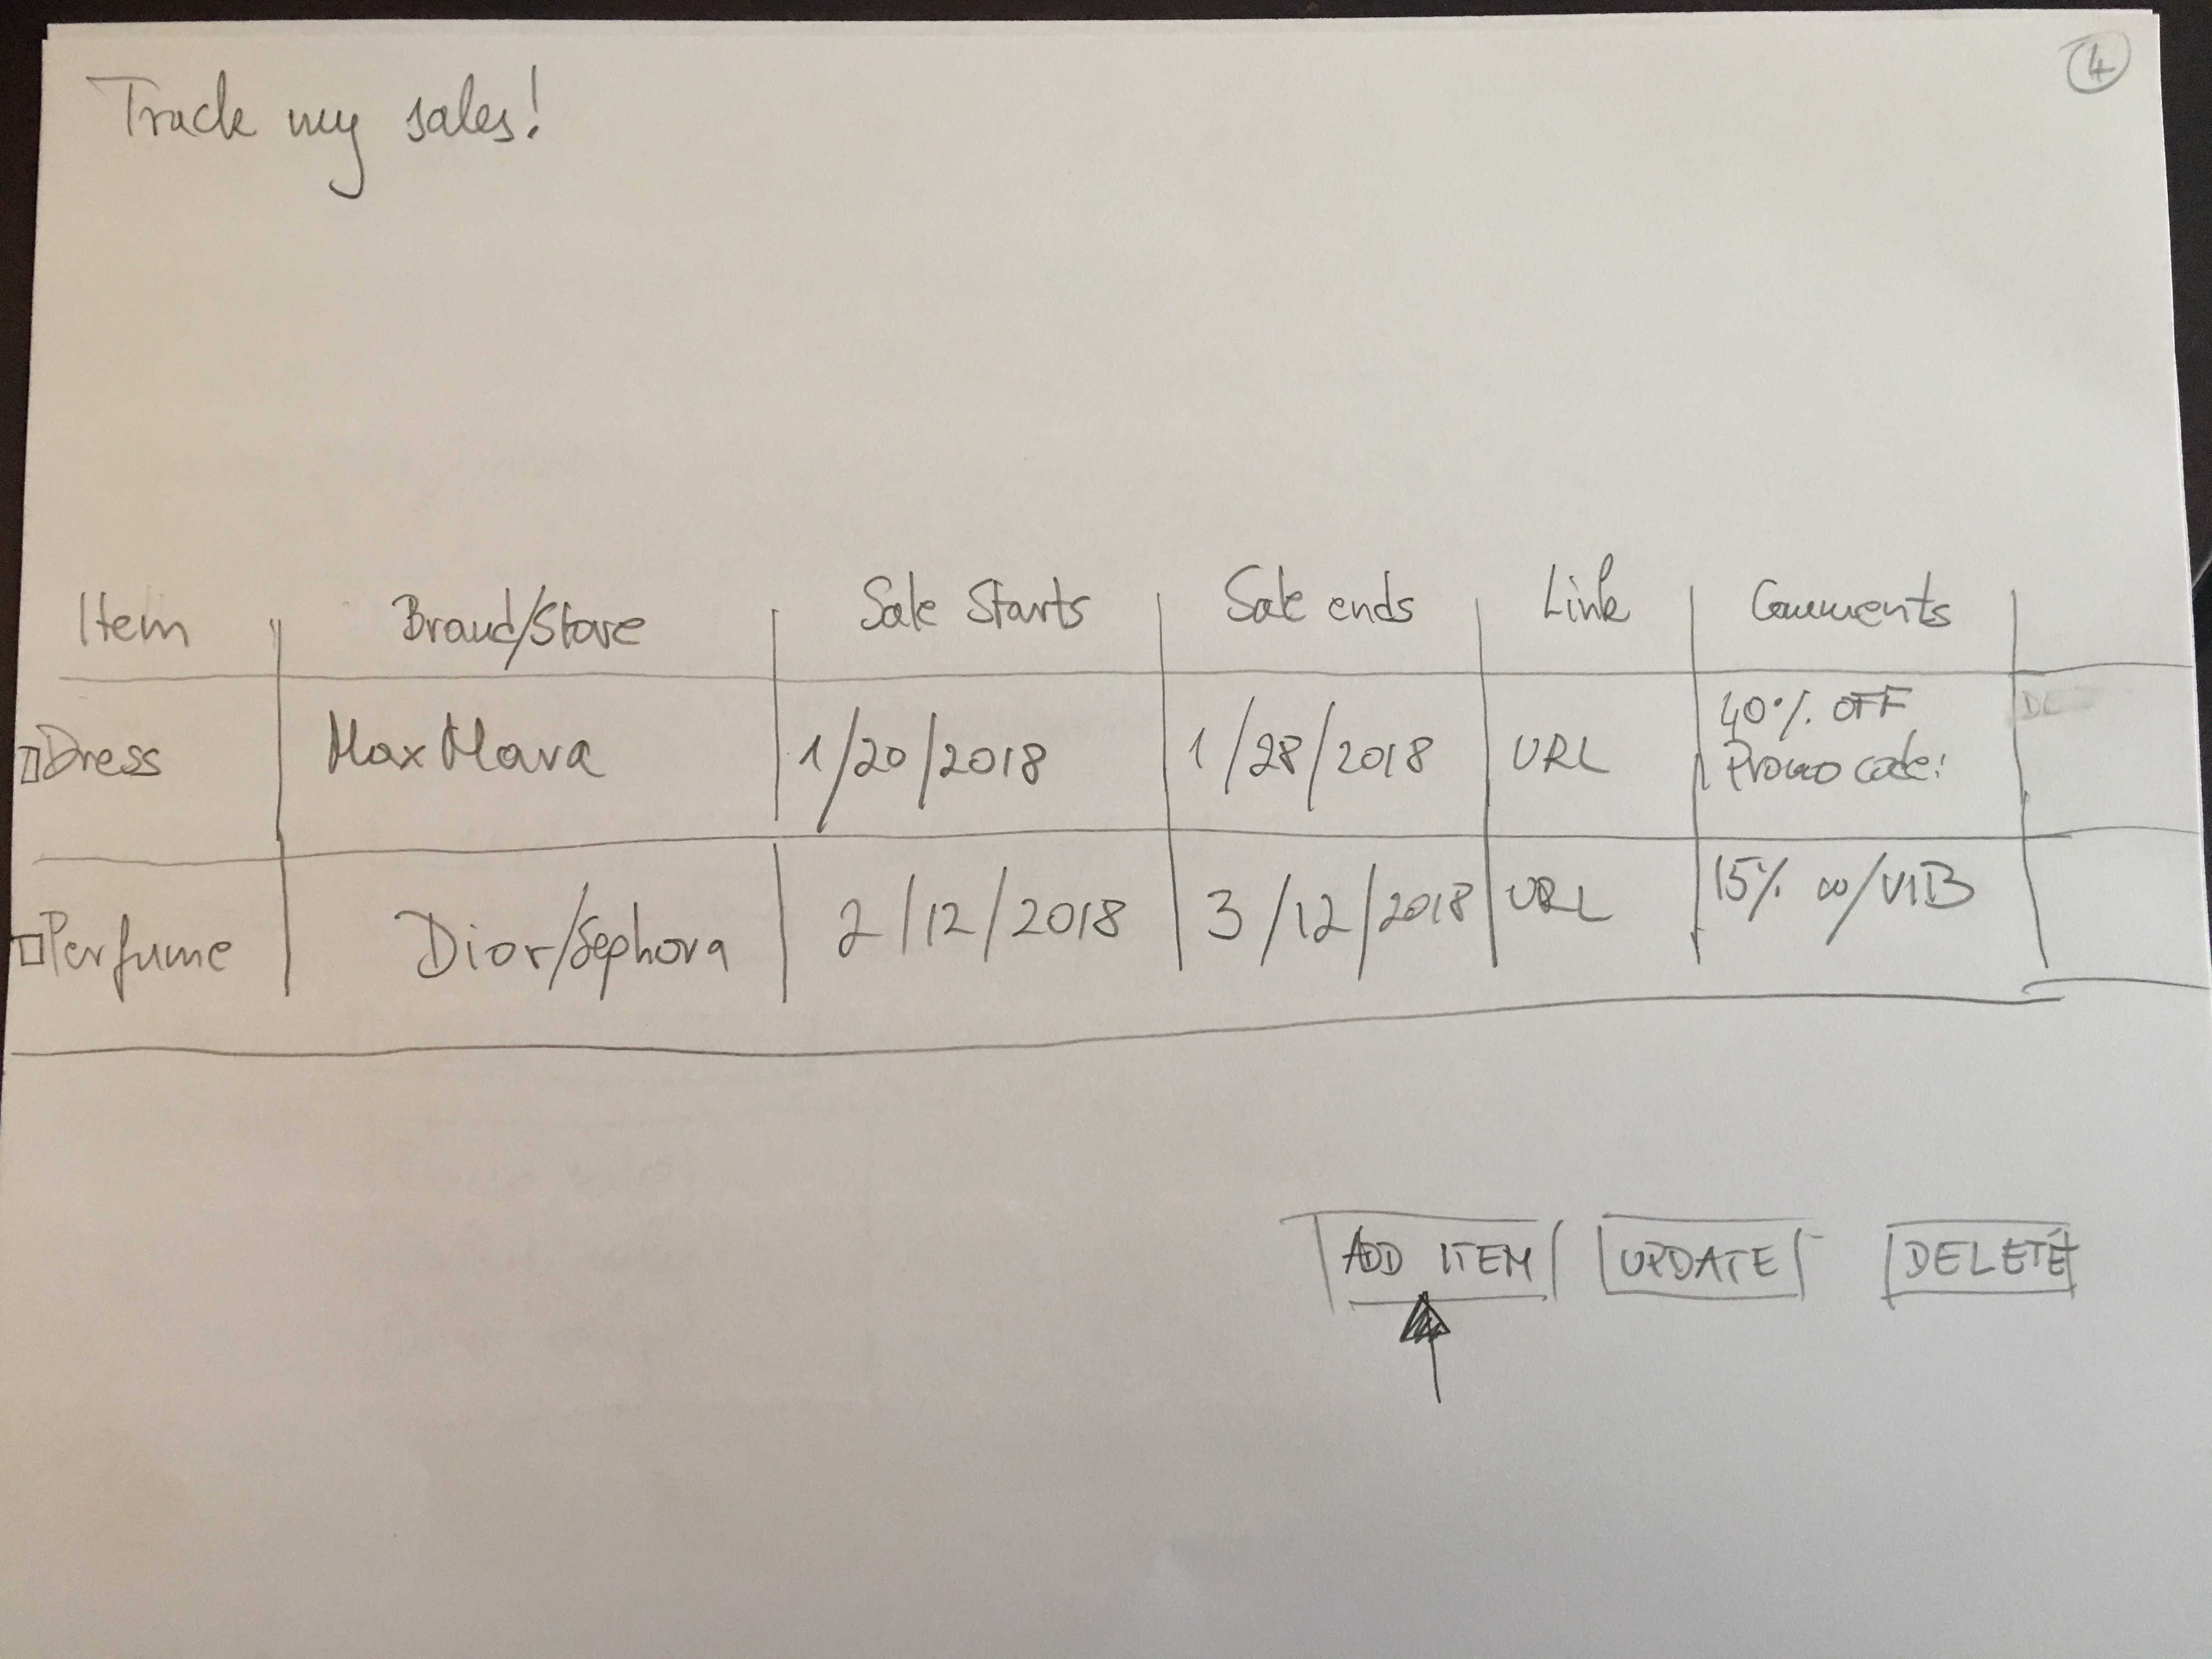 4
Track my sales!
Item Brand/Store Sale Starts Sale ends Link Comments
Dress Max Mara 1/20/2018 1/28/2018 URL 40% OFF
Promo code:
Perfume Dior/Sephora 2/12/2018 3/12/2018 URL 15% w/VIB
ADD ITEM UPDATE DELETE